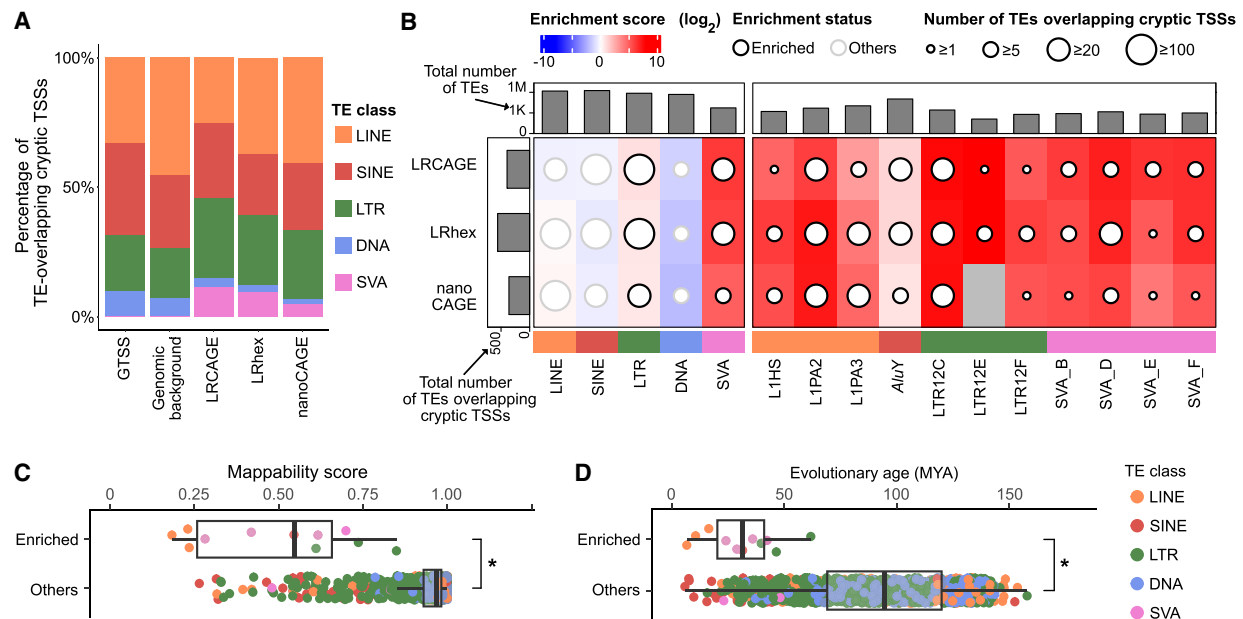 A
Percentage of
TE-overlapping cryptic TSSs
100%
50%
0%
GTSS
Genomic
background
LRCAGE
LRhex
nanoCAGE
TE class
LINE
SINE
LTR
DNA
SVA
B
Enrichment score (log2)
-10 0 10
Enrichment status
Enriched Others
Number of TEs overlapping cryptic TSSs
≥1 ≥5 ≥20 ≥100
Total number
of TEs
1M
1K
0
LRCAGE
LRhex
nano
CAGE
500 0
Total number
of TEs overlapping
cryptic TSSs
LINE SINE LTR DNA SVA
L1HS L1PA2 L1PA3 AluY LTR12C LTR12E LTR12F SVA_B SVA_D SVA_E SVA_F
C
Mappability score
0 0.25 0.50 0.75 1.00
Enriched
Others
*
D
Evolutionary age (MYA)
0 50 100 150
Enriched
Others
*
TE class
LINE
SINE
LTR
DNA
SVA